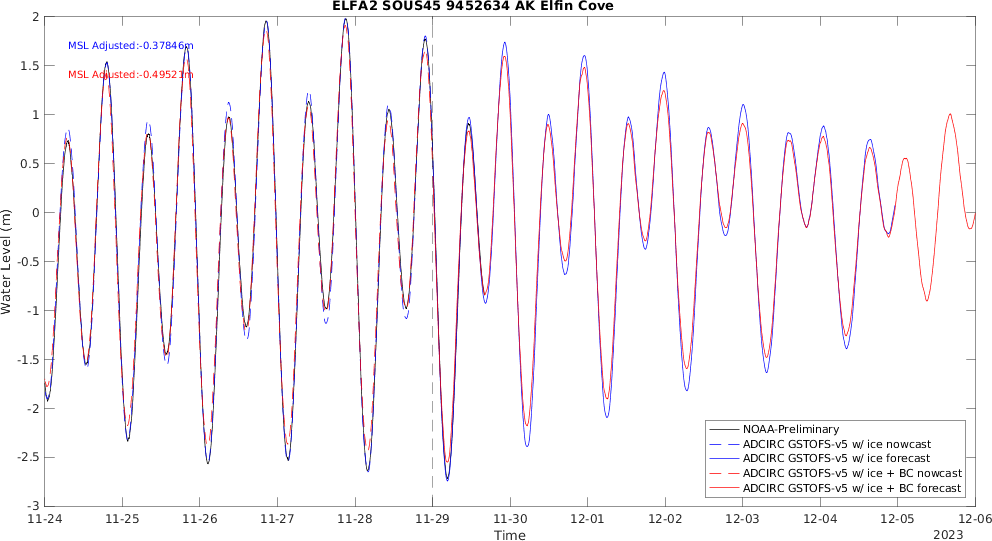 ELFA2 SOUS45 9452634 AK Elfin Cove
MSL Adjusted:-0.37846m
MSL Adjusted:-0.49521m
Water Level (m)
2
1.5
1
0.5
0
-0.5
-1
-1.5
-2
-2.5
-3
NOAA-Preliminary
ADCIRC GSTOFS-v5 w/ ice nowcast
ADCIRC GSTOFS-v5 w/ ice forecast
ADCIRC GSTOFS-v5 w/ ice + BC nowcast
ADCIRC GSTOFS-v5 w/ ice + BC forecast
11-24 11-25 11-26 11-27 11-28 11-29 11-30 12-01 12-02 12-03 12-04 12-05 12-06
Time
2023